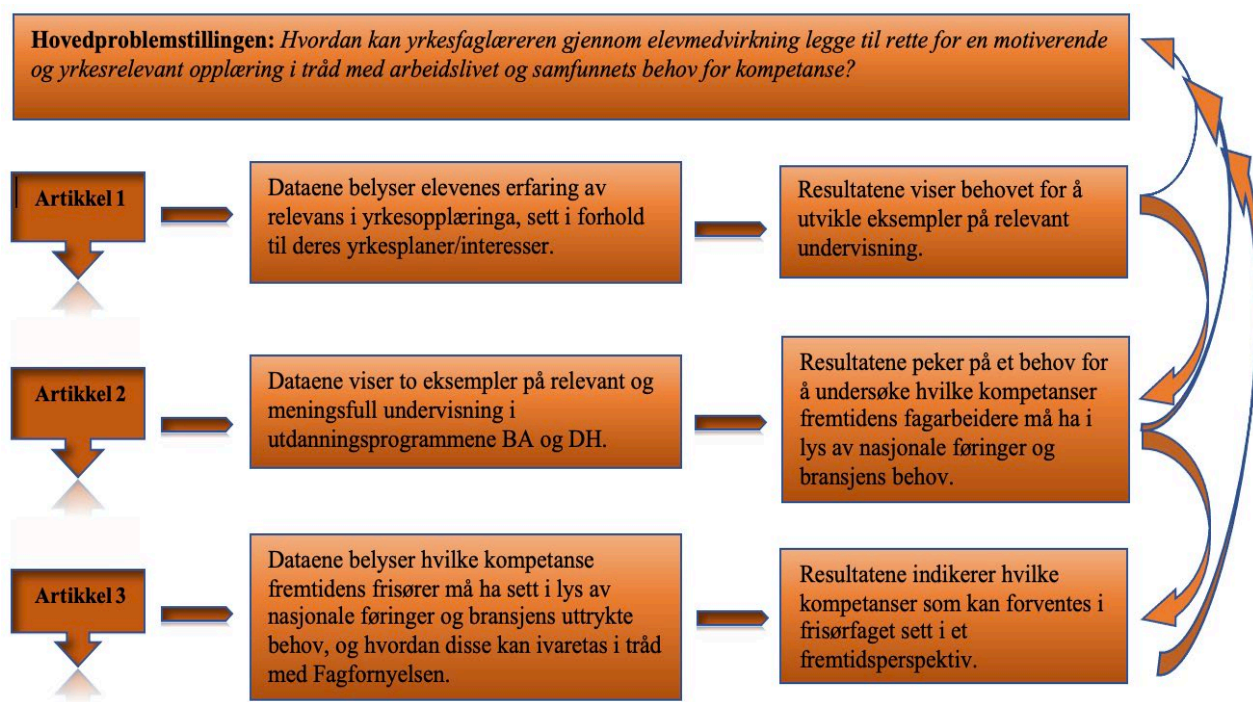 Hovedproblemstillingen: Hvordan kan yrkesfaglæreren gjennom elevmedvirkning legge til rette for en motiverende
og yrkesrelevant opplæring i tråd med arbeidslivet og samfunnets behov for kompetanse?
Artikkel 1
Dataene belyser elevenes erfaring av
relevans i yrkesopplæringa, sett i forhold
til deres yrkesplaner/interesser.
Resultatene viser behovet for å
utvikle eksempler på relevant
undervisning.
Artikkel 2
Dataene viser to eksempler på relevant og
meningsfull undervisning i
utdanningsprogrammene BA og DH.
Resultatene peker på et behov for
å undersøke hvilke kompetanser
fremtidens fagarbeidere må ha i
lys av nasjonale føringer og
bransjens behov.
Artikkel 3
Dataene belyser hvilke kompetanse
fremtidens frisører må ha sett i lys av
nasjonale føringer og bransjens uttrykte
behov, og hvordan disse kan ivaretas i tråd
med Fagfornyelsen.
Resultatene indikerer hvilke
kompetanser som kan forventes i
frisørfaget sett i et
fremtidsperspektiv.